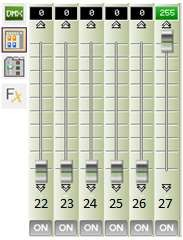 DMX 0 0 0 0 0 255
Fx
22 23 24 25 26 27
ON ON ON ON ON ON